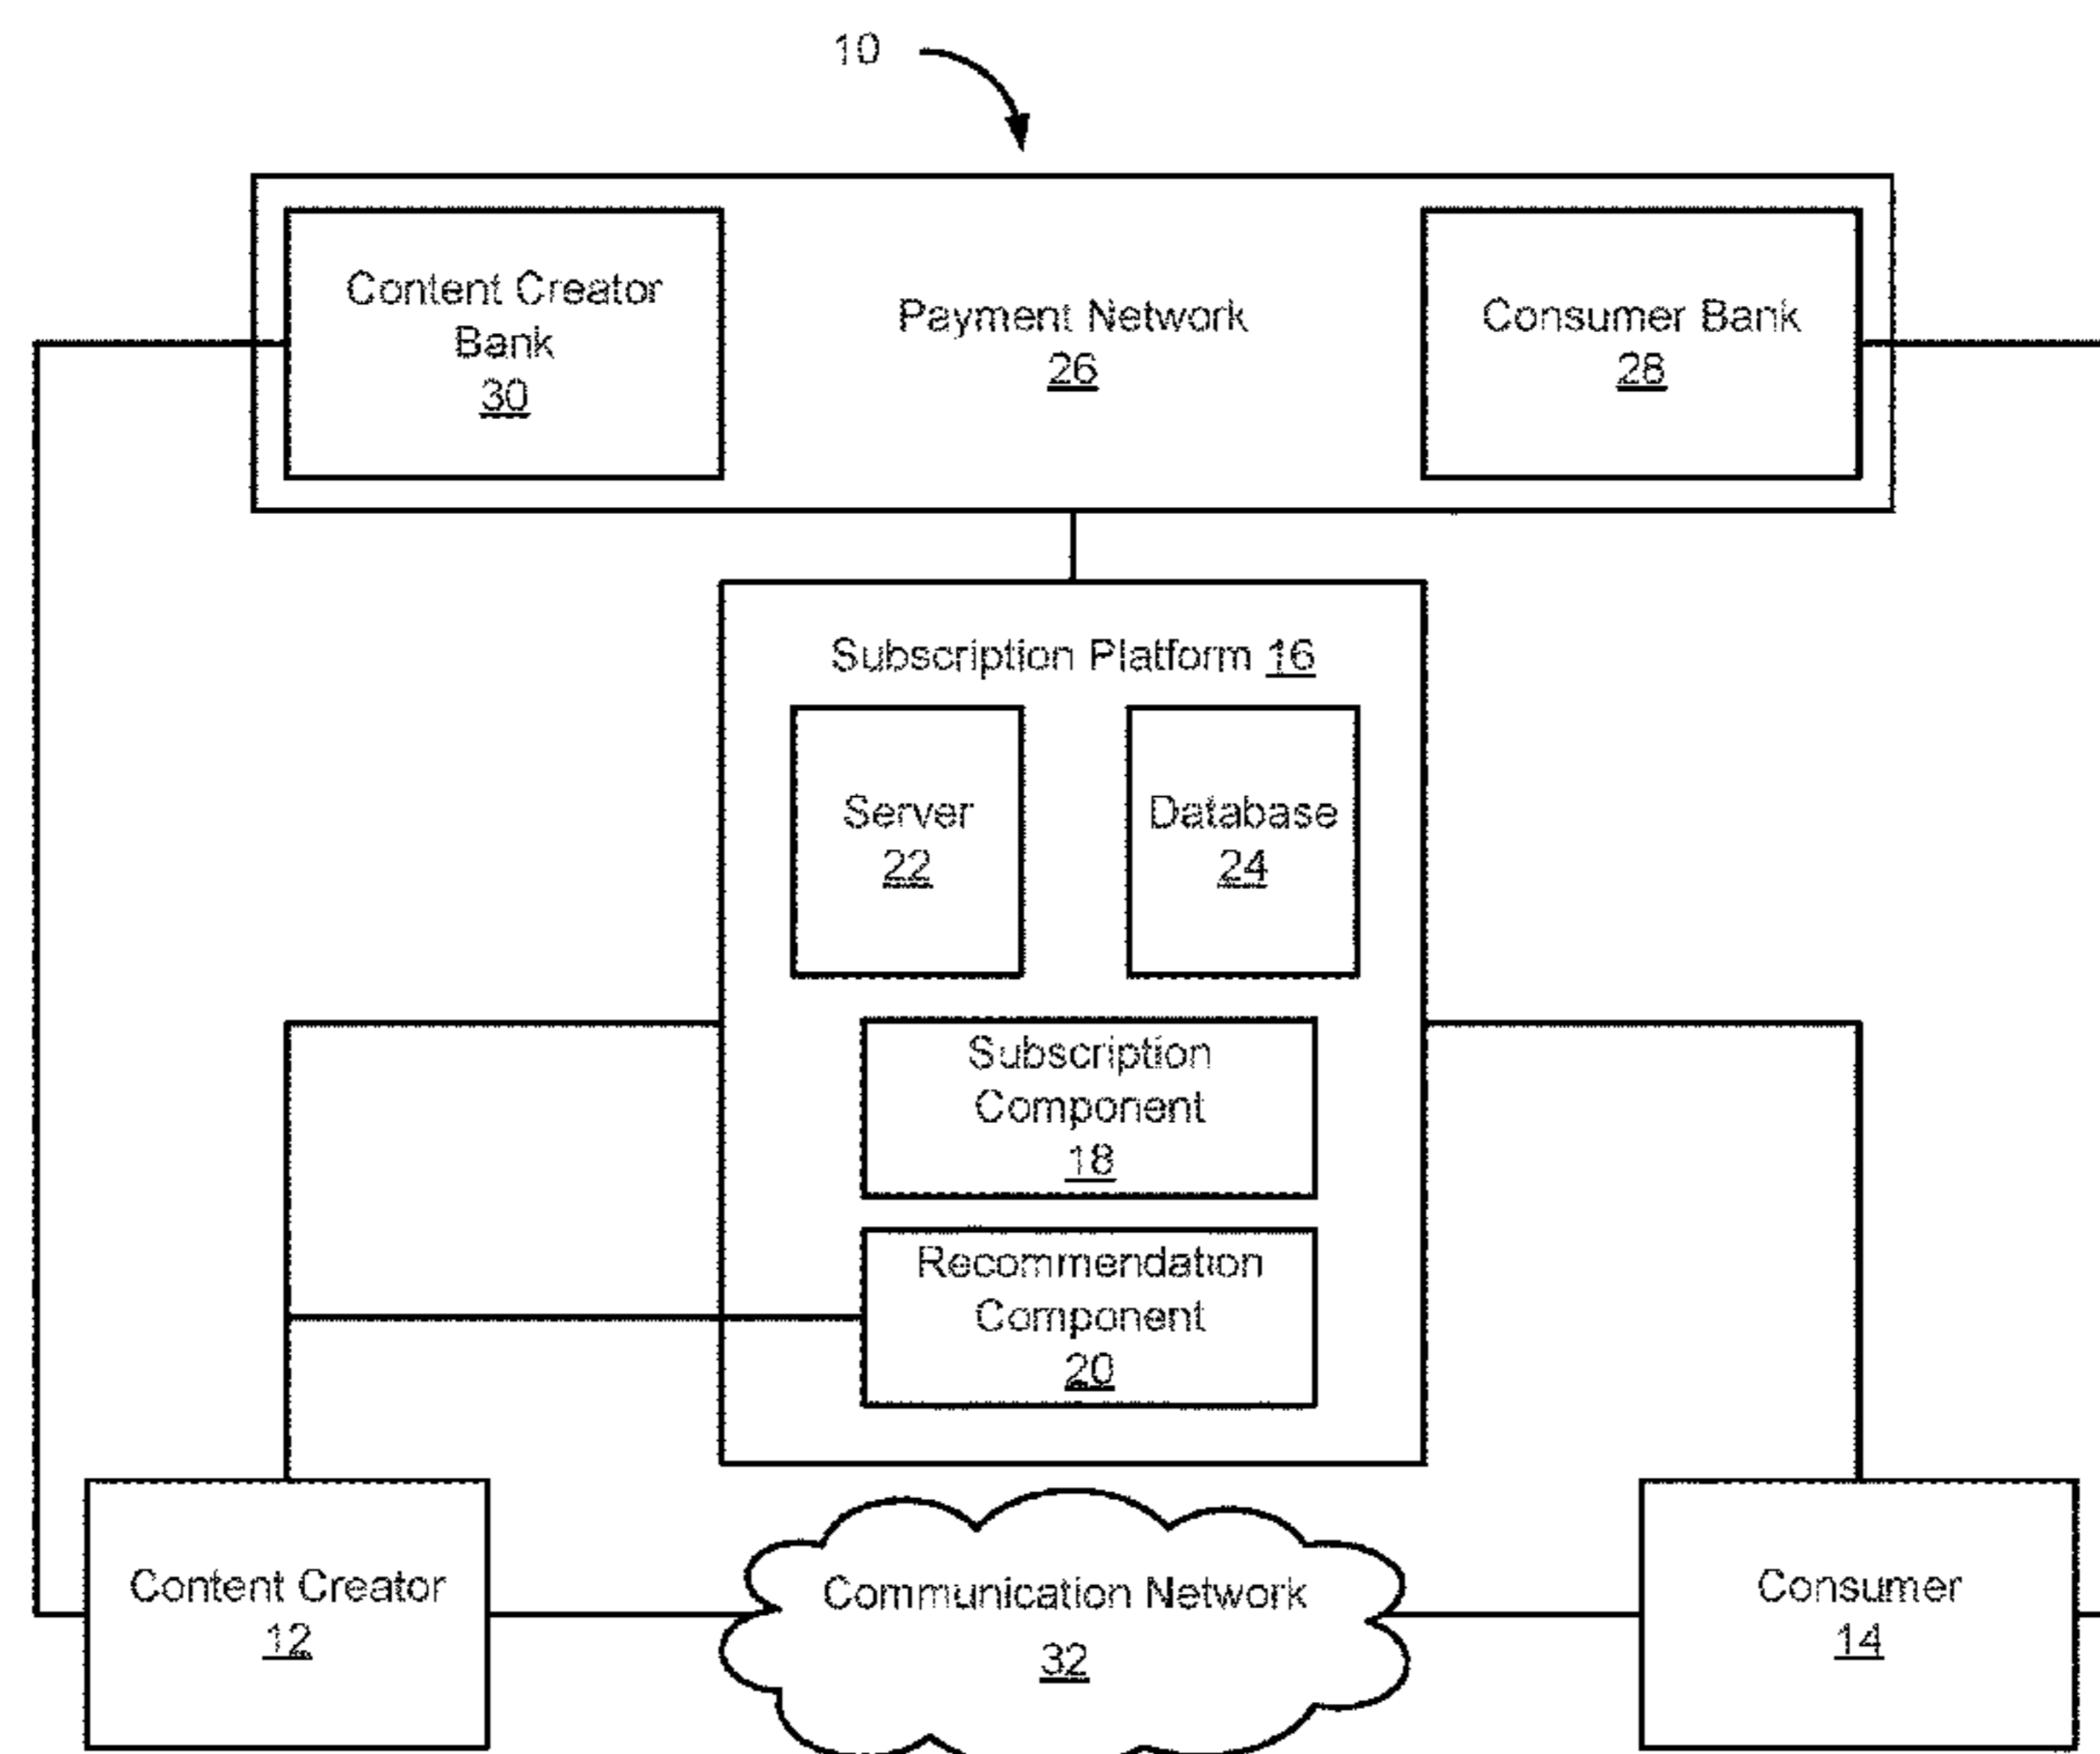 10
Content Creator
Bank
30
Payment Network
26
Consumer Bank
28
Subscription Platform 16
Server
22
Database
24
Subscription
Component
18
Recommendation
Component
20
Content Creator
12
Communication Network
32
Consumer
14